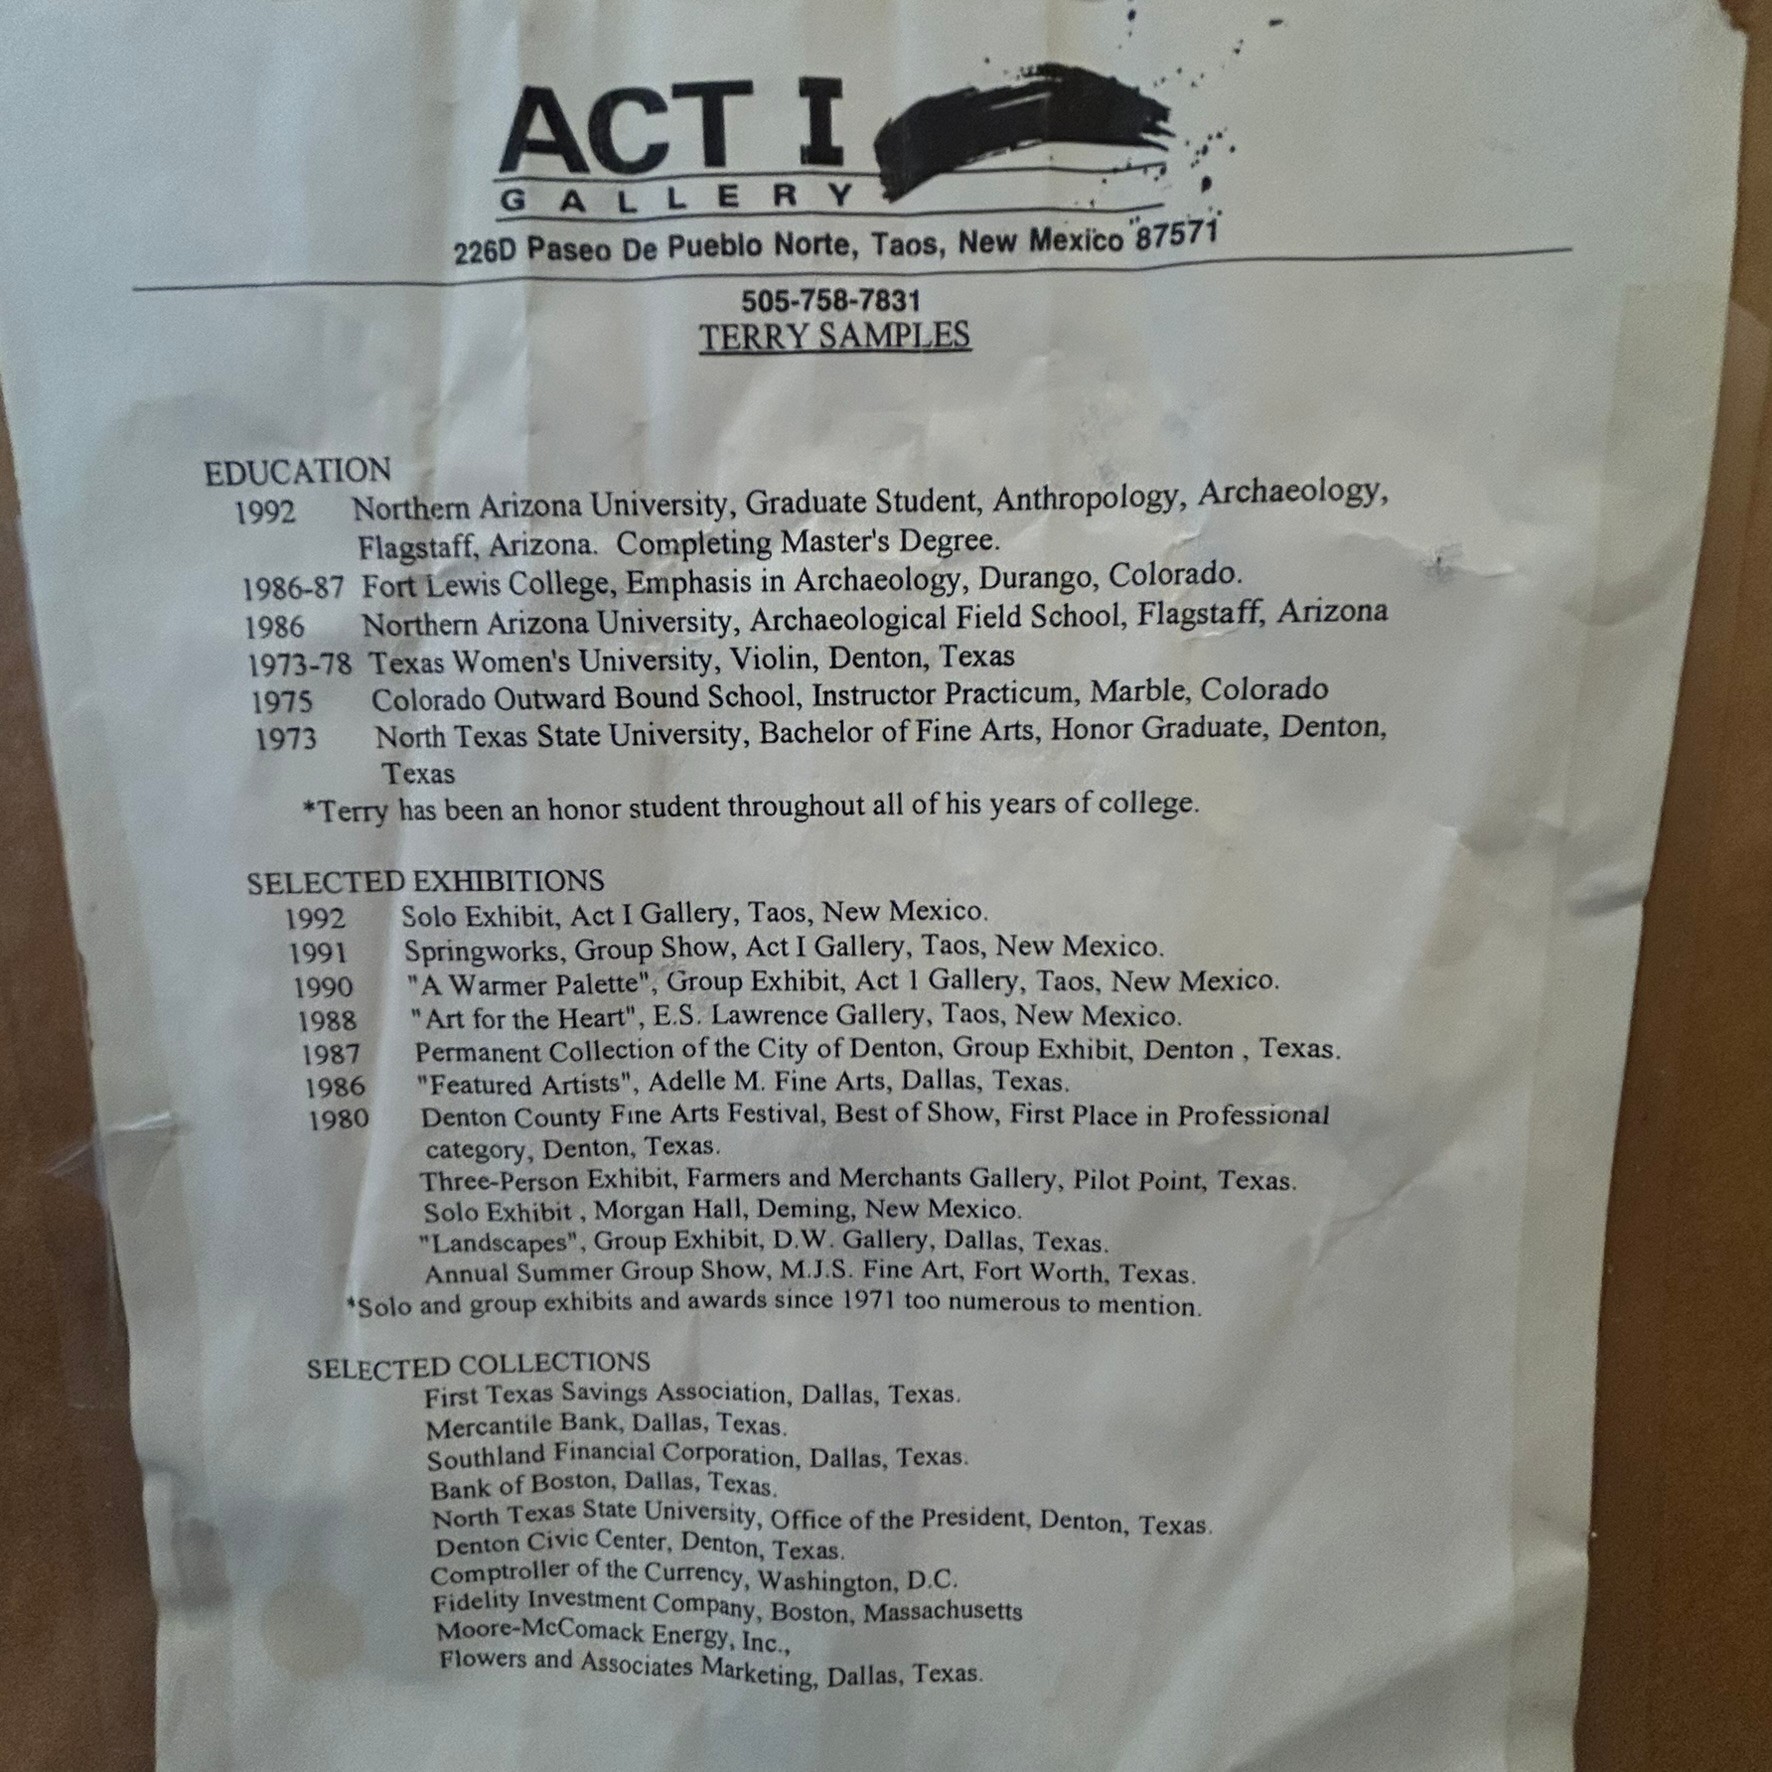 ACT I
GALLERY
226D Paseo De Pueblo Norte, Taos, New Mexico 87571
505-758-7831
TERRY SAMPLES
EDUCATION
1992 Northern Arizona University, Graduate Student, Anthropology, Archaeology,
Flagstaff, Arizona. Completing Master's Degree.
1986-87 Fort Lewis College, Emphasis in Archaeology, Durango, Colorado.
1986 Northern Arizona University, Archaeological Field School, Flagstaff, Arizona
1973-78 Texas Women's University, Violin, Denton, Texas
1975 Colorado Outward Bound School, Instructor Practicum, Marble, Colorado
1973 North Texas State University, Bachelor of Fine Arts, Honor Graduate, Denton,
Texas
*Terry has been an honor student throughout all of his years of college.
SELECTED EXHIBITIONS
1992 Solo Exhibit, Act I Gallery, Taos, New Mexico.
1991 Springworks, Group Show, Act I Gallery, Taos, New Mexico.
1990 "A Warmer Palette", Group Exhibit, Act 1 Gallery, Taos, New Mexico.
1988 "Art for the Heart", E.S. Lawrence Gallery, Taos, New Mexico.
1987 Permanent Collection of the City of Denton, Group Exhibit, Denton , Texas.
1986 "Featured Artists", Adelle M. Fine Arts, Dallas, Texas.
1980 Denton County Fine Arts Festival, Best of Show, First Place in Professional
category, Denton, Texas.
Three-Person Exhibit, Farmers and Merchants Gallery, Pilot Point, Texas.
Solo Exhibit , Morgan Hall, Deming, New Mexico.
"Landscapes", Group Exhibit, D.W. Gallery, Dallas, Texas.
Annual Summer Group Show, M.J.S. Fine Art, Fort Worth, Texas.
*Solo and group exhibits and awards since 1971 too numerous to mention.
SELECTED COLLECTIONS
First Texas Savings Association, Dallas, Texas.
Mercantile Bank, Dallas, Texas.
Southland Financial Corporation, Dallas, Texas.
Bank of Boston, Dallas, Texas.
North Texas State University, Office of the President, Denton, Texas.
Denton Civic Center, Denton, Texas.
Comptroller of the Currency, Washington, D.C.
Fidelity Investment Company, Boston, Massachusetts
Moore-McComack Energy, Inc.,
Flowers and Associates Marketing, Dallas, Texas.